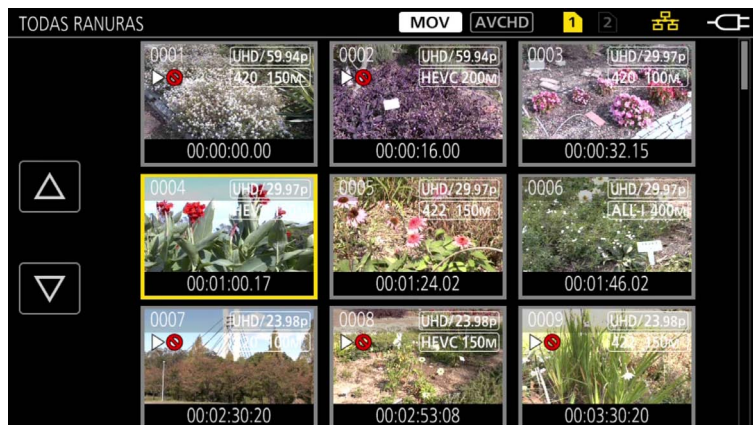 TODAS RANURAS
MOV AVCHD 1 2
0001 UHD/59.94p
420 150M
00:00:00.00
0002 UHD/59.94p
HEVC 200M
00:00:16.00
0003 UHD/29.97p
420 100M
00:00:32.15
0004 UHD/29.97p
HEVC
00:01:00.17
0005 UHD/29.97p
422 150M
00:01:24.02
0006 UHD/29.97p
ALL-I 400M
00:01:46.02
0007 UHD/23.98p
00:02:30:20
0008 UHD/23.98p
HEVC 150M
00:02:53:08
0009 UHD/23.98p
422 150M
00:03:30:20